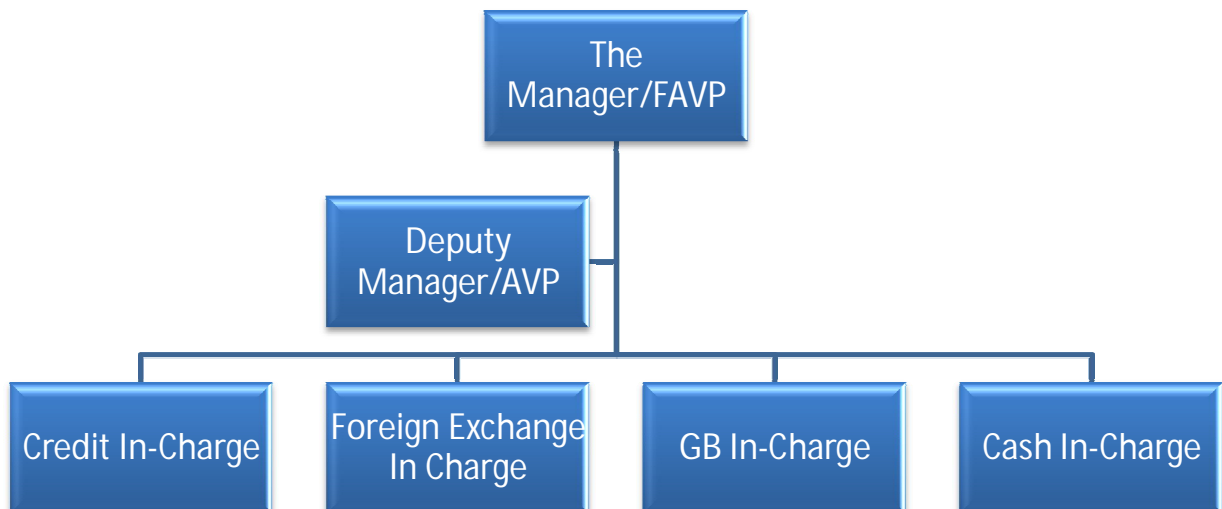 The
Manager/FAVP
Deputy
Manager/AVP
Credit In-Charge
Foreign Exchange
In Charge
GB In-Charge
Cash In-Charge